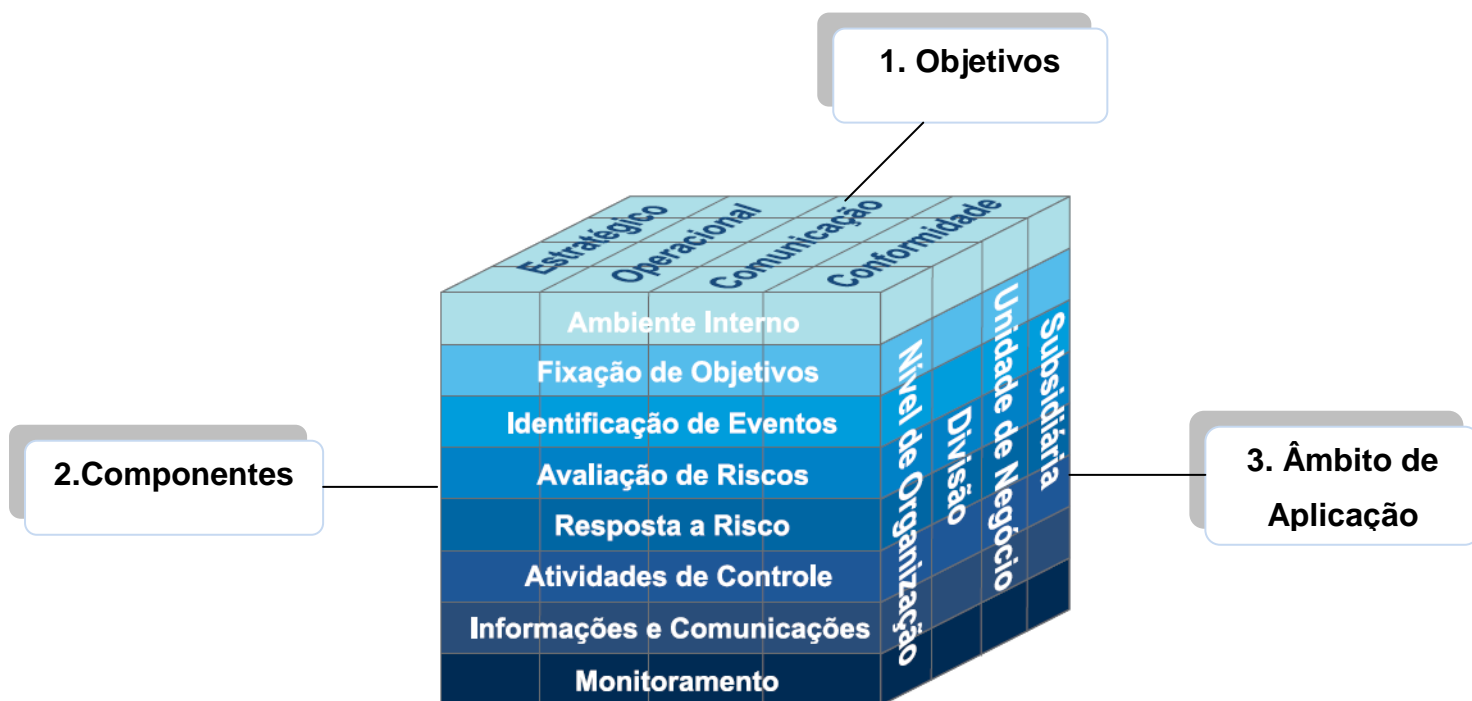 1. Objetivos
Estratégico
Operacional
Comunicação
Conformidade
Ambiente Interno
Fixação de Objetivos
Identificação de Eventos
Avaliação de Riscos
Resposta a Risco
Atividades de Controle
Informações e Comunicações
Monitoramento
Nível de Organização
Divisão
Unidade de Negócio
Subsidiária
2.Componentes
3. Âmbito de
Aplicação